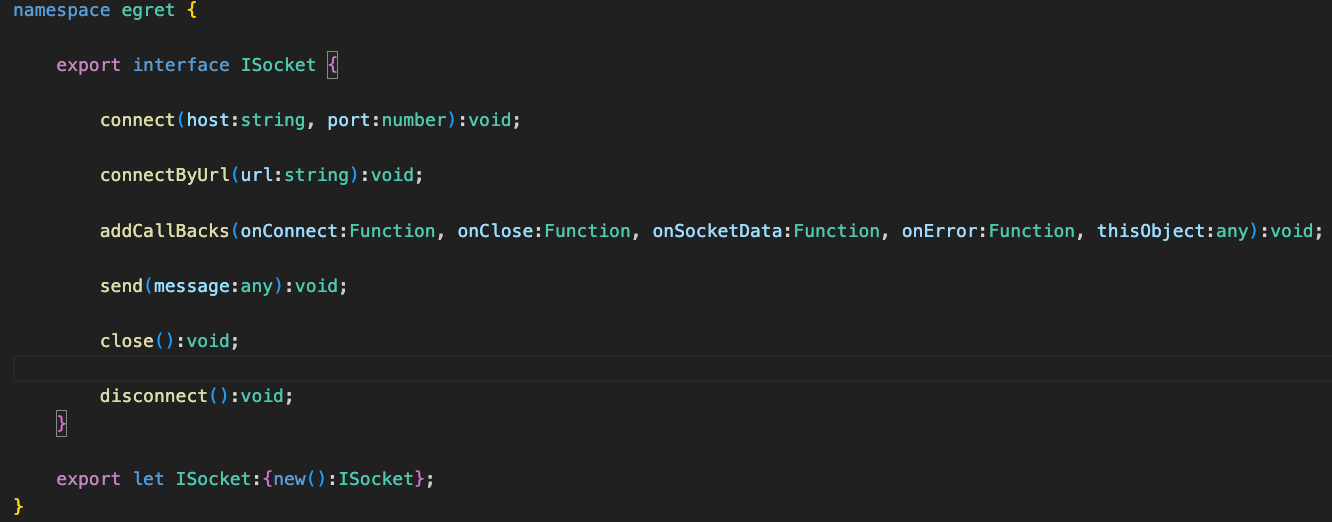 namespace egret {
export interface ISocket {
connect(host:string, port:number):void;
connectByUrl(url:string):void;
addCallBacks(onConnect:Function, onClose:Function, onSocketData:Function, onError:Function, thisObject:any):void;
send(message:any):void;
close():void;
disconnect():void;
}
export let ISocket:{new():ISocket};
}